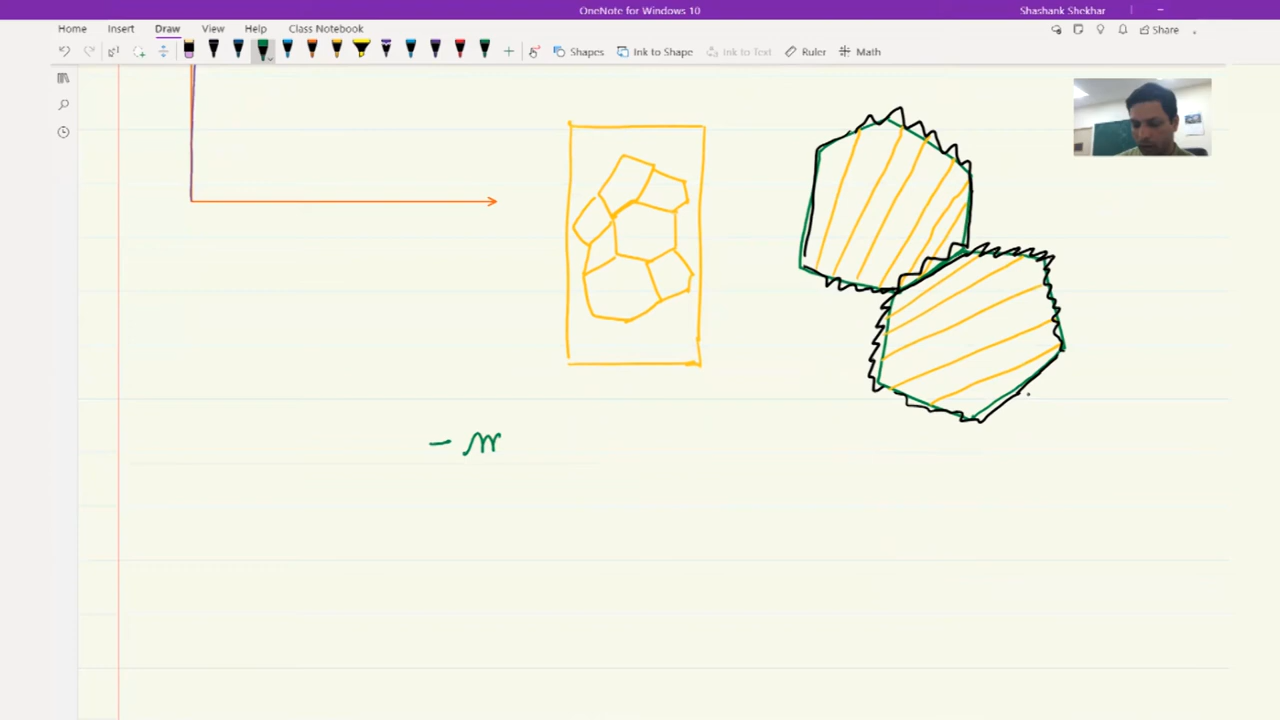 OneNote for Windows 10
Shashank Shekhar
Home Insert Draw View Help Class Notebook
Share
Shapes Ink to Shape Ink to Text Ruler Math
- m